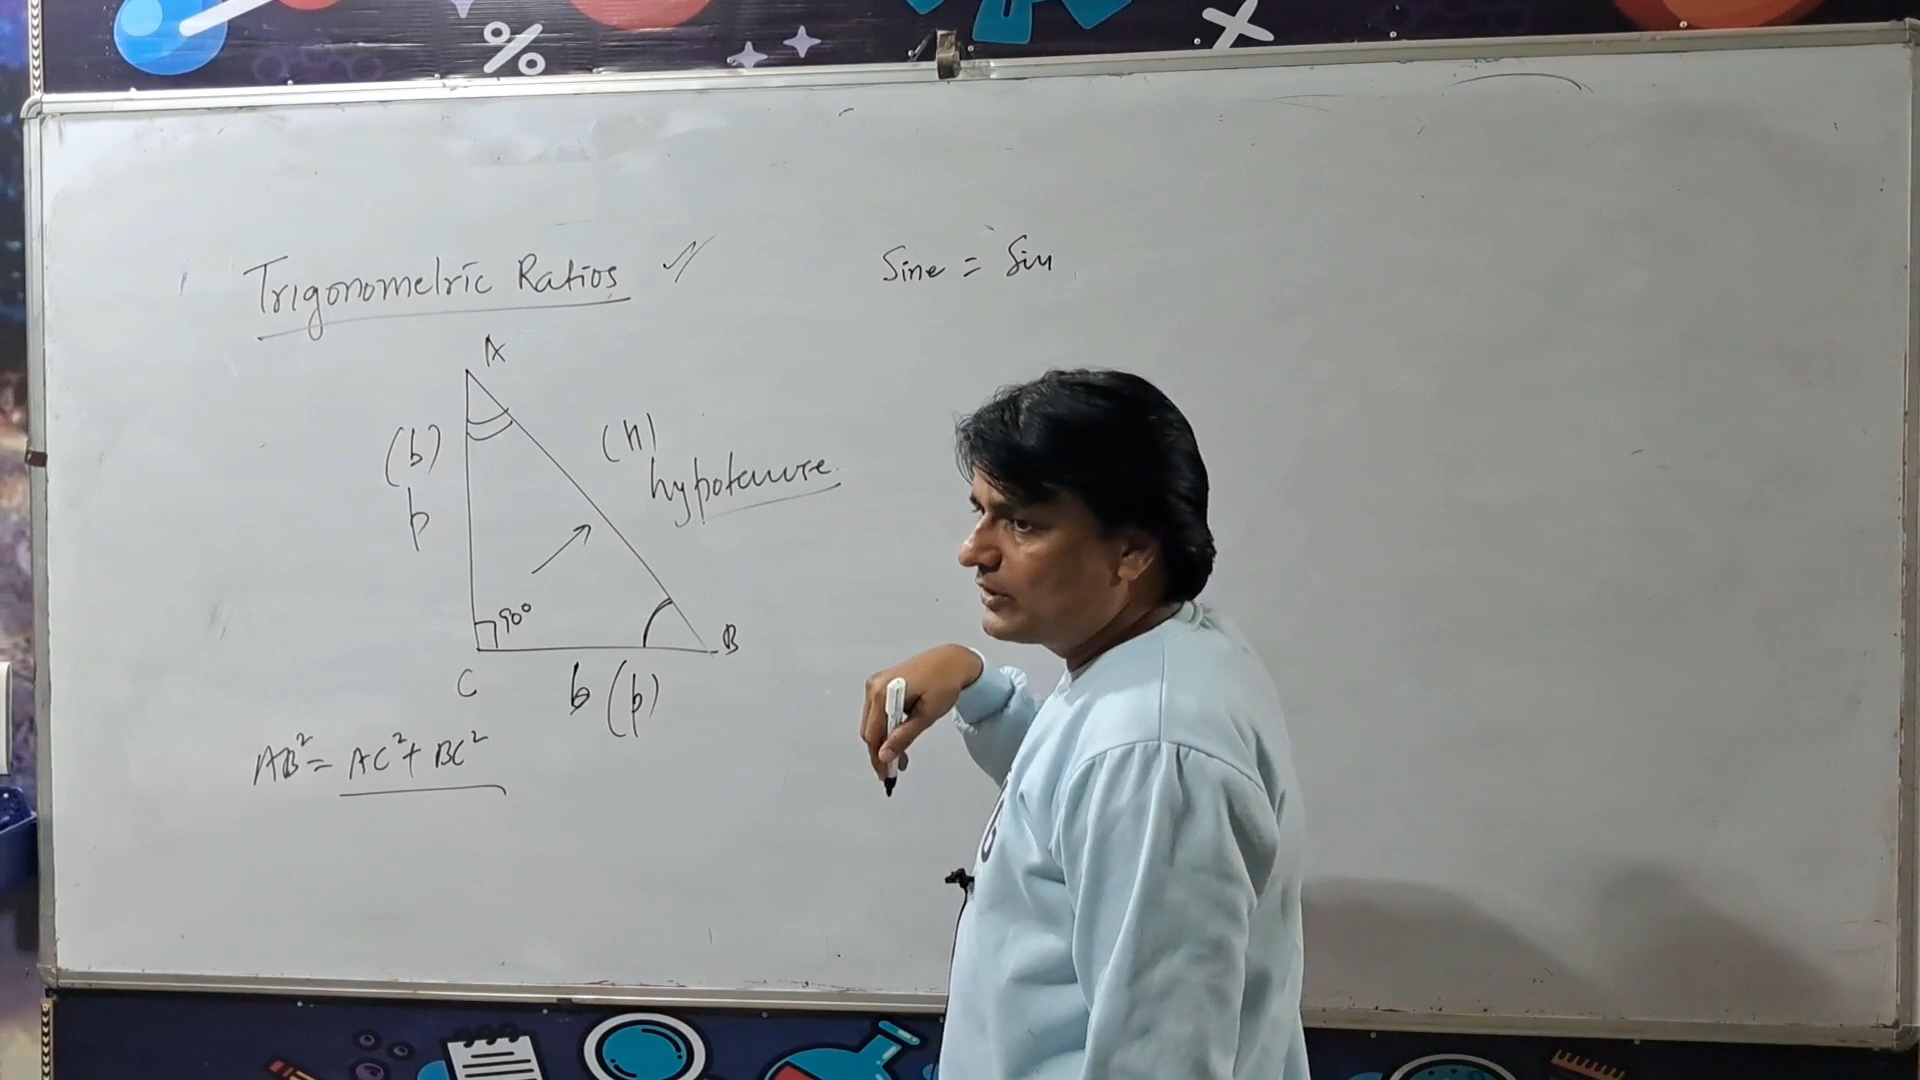 Trigonometric Ratios
Sine = Sin
A
(b)
p
(h)
hypotenuse
90°
B
C
b (p)
AB² = AC² + BC²